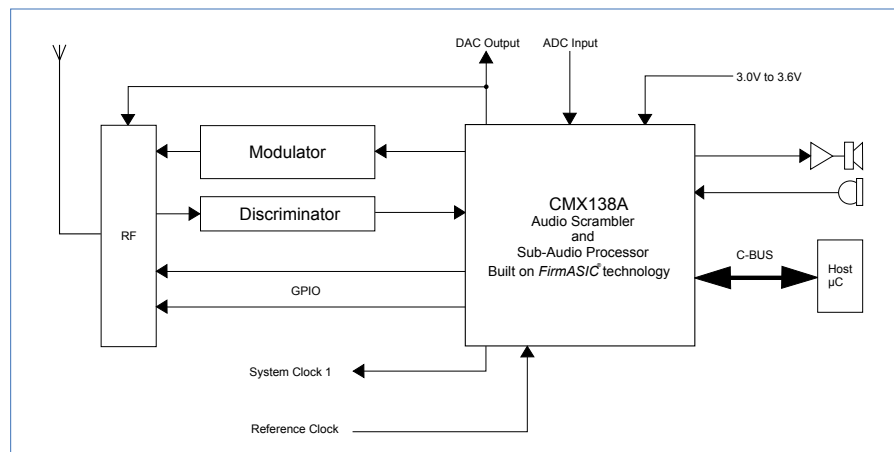 DAC Output
ADC Input
3.0V to 3.6V
Modulator
Discriminator
RF
GPIO
CMX138A
Audio Scrambler
and
Sub-Audio Processor
Built on FirmASIC® technology
C-BUS
Host
µC
System Clock 1
Reference Clock